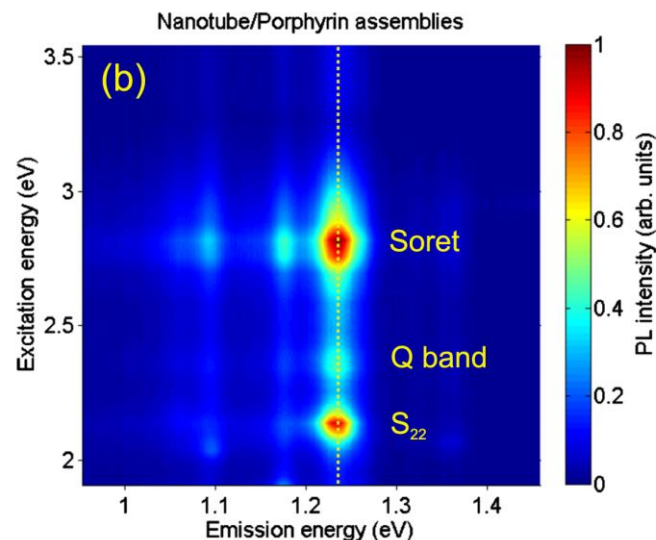 Nanotube/Porphyrin assemblies
(b)
3.5
3
2.5
2
Excitation energy (eV)
Soret
Q band
S₂₂
1
1.1
1.2
1.3
1.4
Emission energy (eV)
1
0.8
0.6
0.4
0.2
0
PL intensity (arb. units)